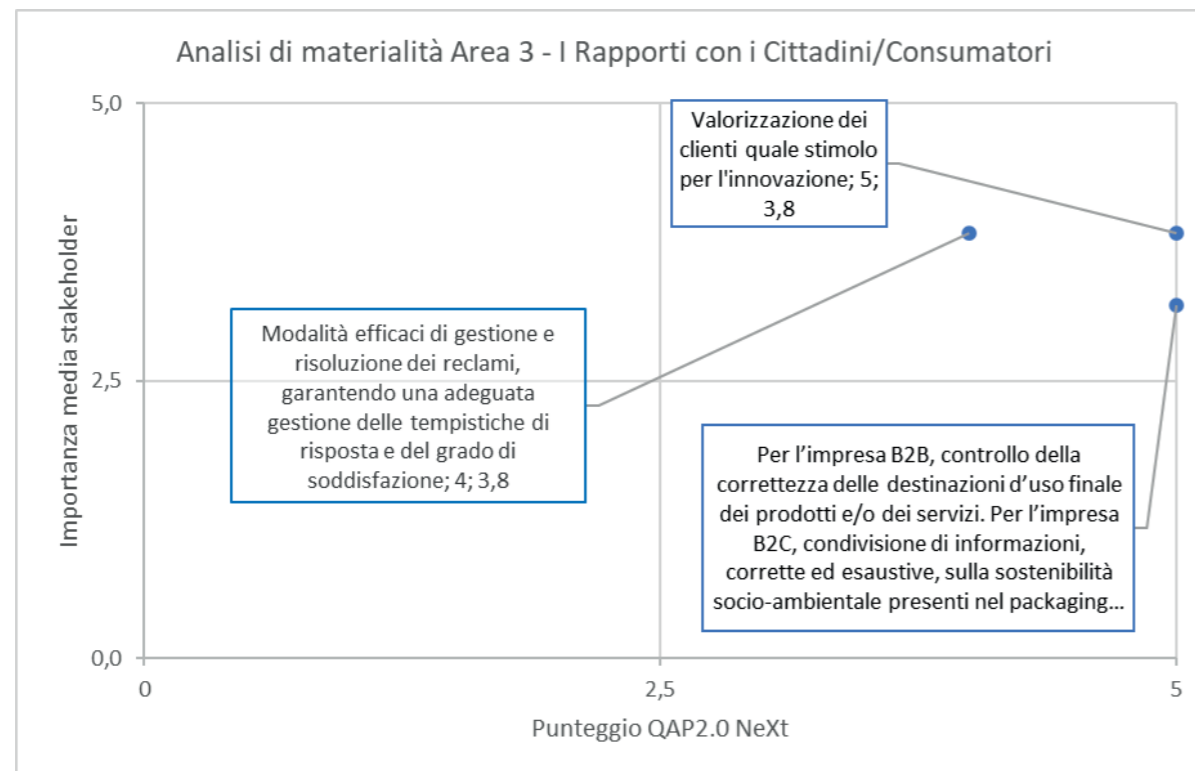 Analisi di materialità Area 3 - I Rapporti con i Cittadini/Consumatori
5,0
Valorizzazione dei
clienti quale stimolo
per l'innovazione; 5;
3,8
Importanza media stakeholder
Modalità efficaci di gestione e
risoluzione dei reclami,
garantendo una adeguata
gestione delle tempistiche di
risposta e del grado di
soddisfazione; 4; 3,8
2,5
Per l’impresa B2B, controllo della
correttezza delle destinazioni d’uso finale
dei prodotti e/o dei servizi. Per l’impresa
B2C, condivisione di informazioni,
corrette ed esaustive, sulla sostenibilità
socio-ambientale presenti nel packaging…
0,0
0
2,5
5
Punteggio QAP2.0 NeXt